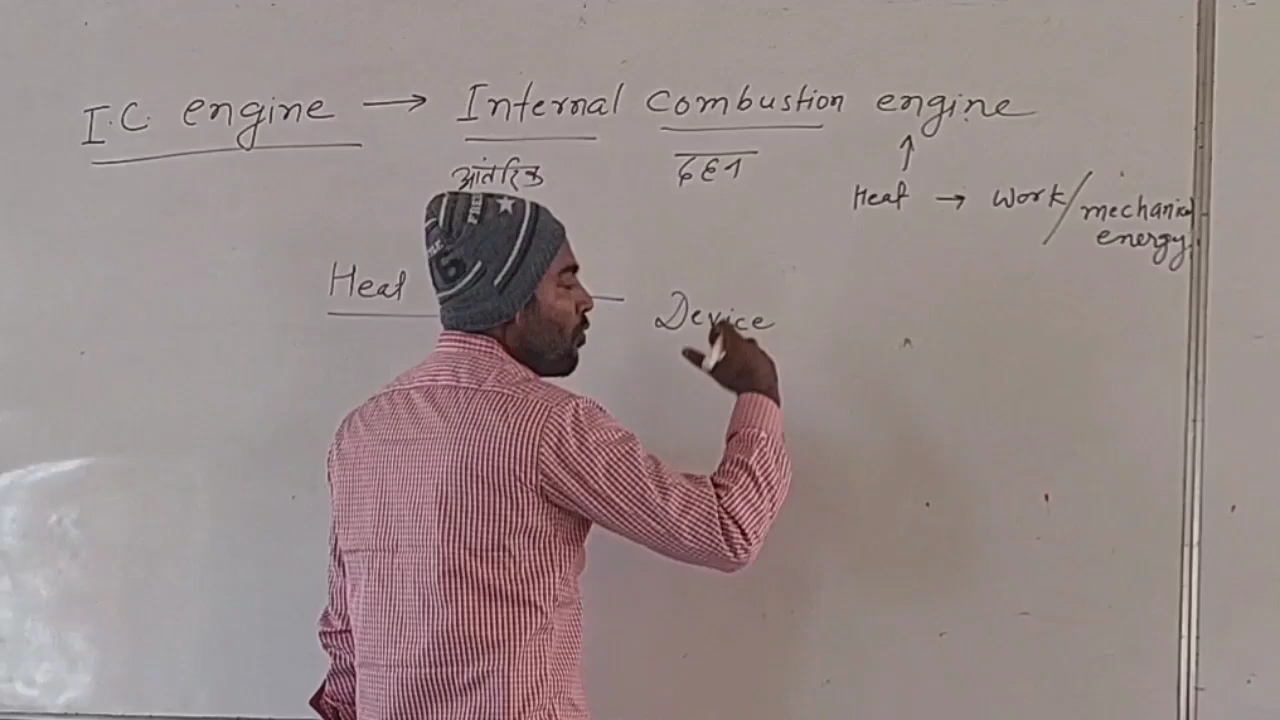 I.C. engine → Internal combustion engine
आंतरिक दहन
Heat → work/mechanical energy
Heat — Device